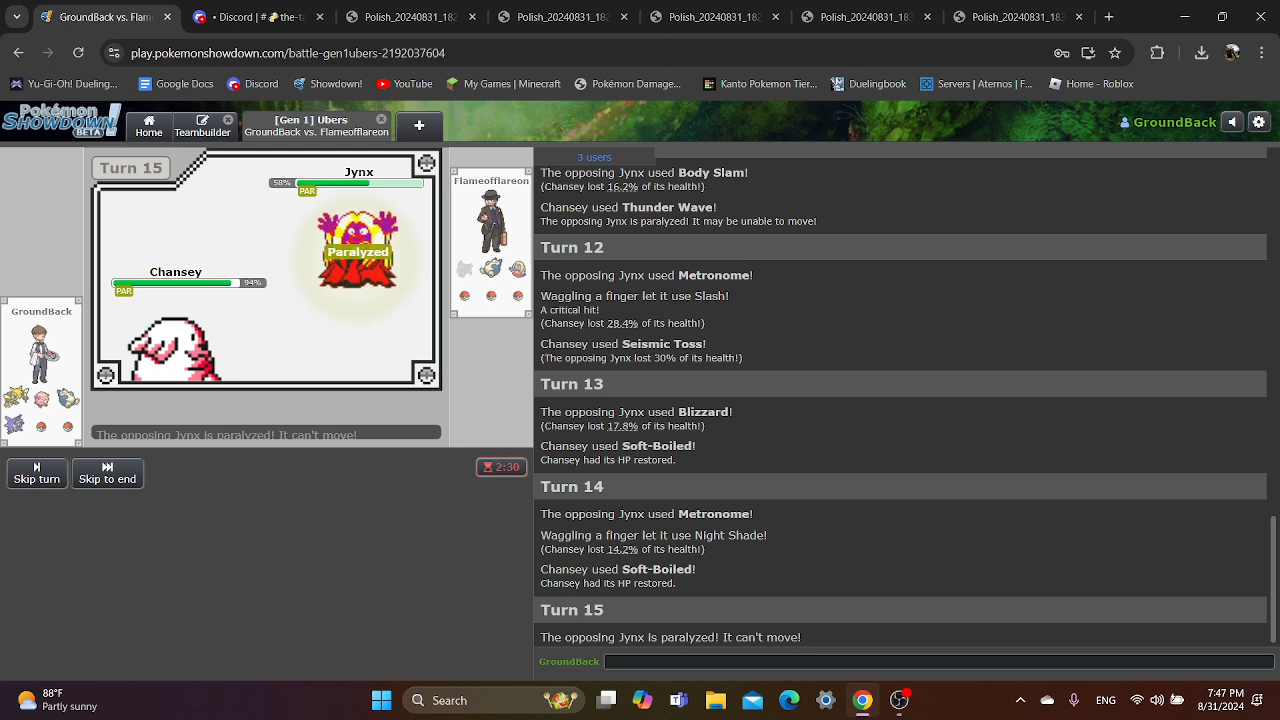 BCKSS vs. Flameo
• Discord | #🍄the-ta
Polish_20240831_182
Polish_20240831_182
Polish_20240831_183
Polish_20240831_183
Polish_20240831_183
play.pokemonshowdown.com/battle-gen1ubers-2192037604
Yu-Gi-Oh! Dueling...
Google Docs
Discord
Showdown!
YouTube
My Games | Minecraft
Pokémon Damage...
Kanto Pokemon Tier...
Duelingbook
Servers | Aternos | F...
Home - Roblox
Pokémon
Showdown!
BETA
Home
Teambuilder
[Gen 1] Ubers
GroundBack vs. Flameofflareon
GroundBack
3 users
Turn 15
Jynx
58%
PAR
Paralyzed
Chansey
94%
PAR
GroundBack
Flameofflareon
The opposing Jynx is paralyzed! It can't move!
Skip turn
Skip to end
2:30
The opposing Jynx used Body Slam!
(Chansey lost 16.2% of its health!)
Chansey used Thunder Wave!
The opposing Jynx is paralyzed! It may be unable to move!
Turn 12
The opposing Jynx used Metronome!
Waggling a finger let it use Slash!
A critical hit!
(Chansey lost 28.4% of its health!)
Chansey used Seismic Toss!
(The opposing Jynx lost 30% of its health!)
Turn 13
The opposing Jynx used Blizzard!
(Chansey lost 17.8% of its health!)
Chansey used Soft-Boiled!
Chansey had its HP restored.
Turn 14
The opposing Jynx used Metronome!
Waggling a finger let it use Night Shade!
(Chansey lost 14.2% of its health!)
Chansey used Soft-Boiled!
Chansey had its HP restored.
Turn 15
The opposing Jynx is paralyzed! It can't move!
GroundBack
88°F
Partly sunny
Search
ENG
7:47 PM
8/31/2024